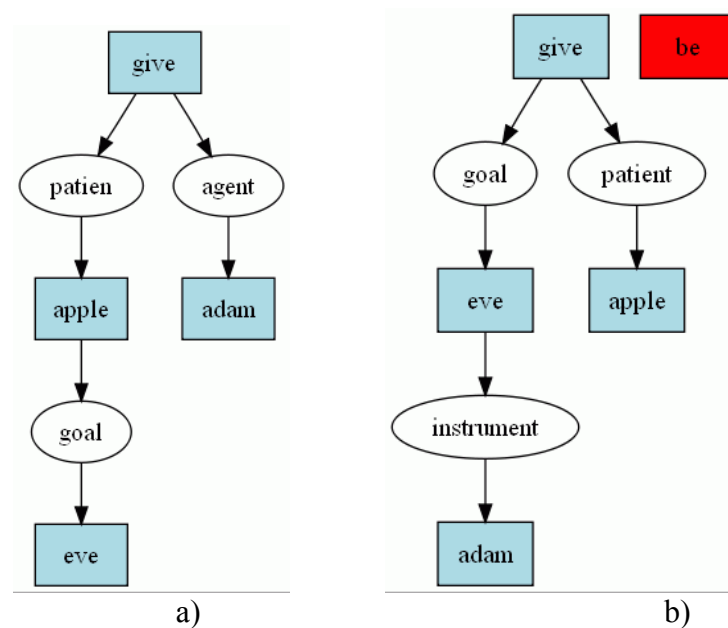 give
patien
agent
apple
adam
goal
eve
a)
give
be
goal
patient
eve
apple
instrument
adam
b)